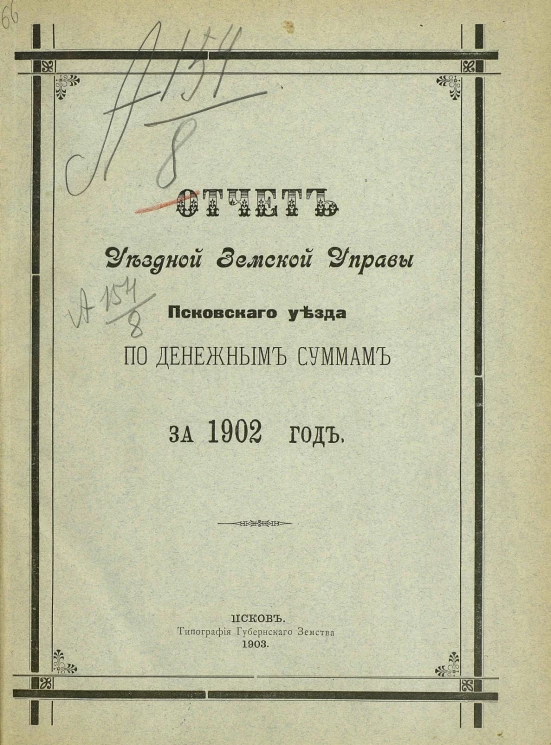 66
А 154
8
ОТЧЕТЪ
Уѣздной Земской Управы
Псковскаго уѣзда
А 154
8
ПО ДЕНЕЖНЫМЪ СУММАМЪ
ЗА 1902 ГОДЪ.
ПСКОВЪ.
Типографія Губернскаго Земства
1903.